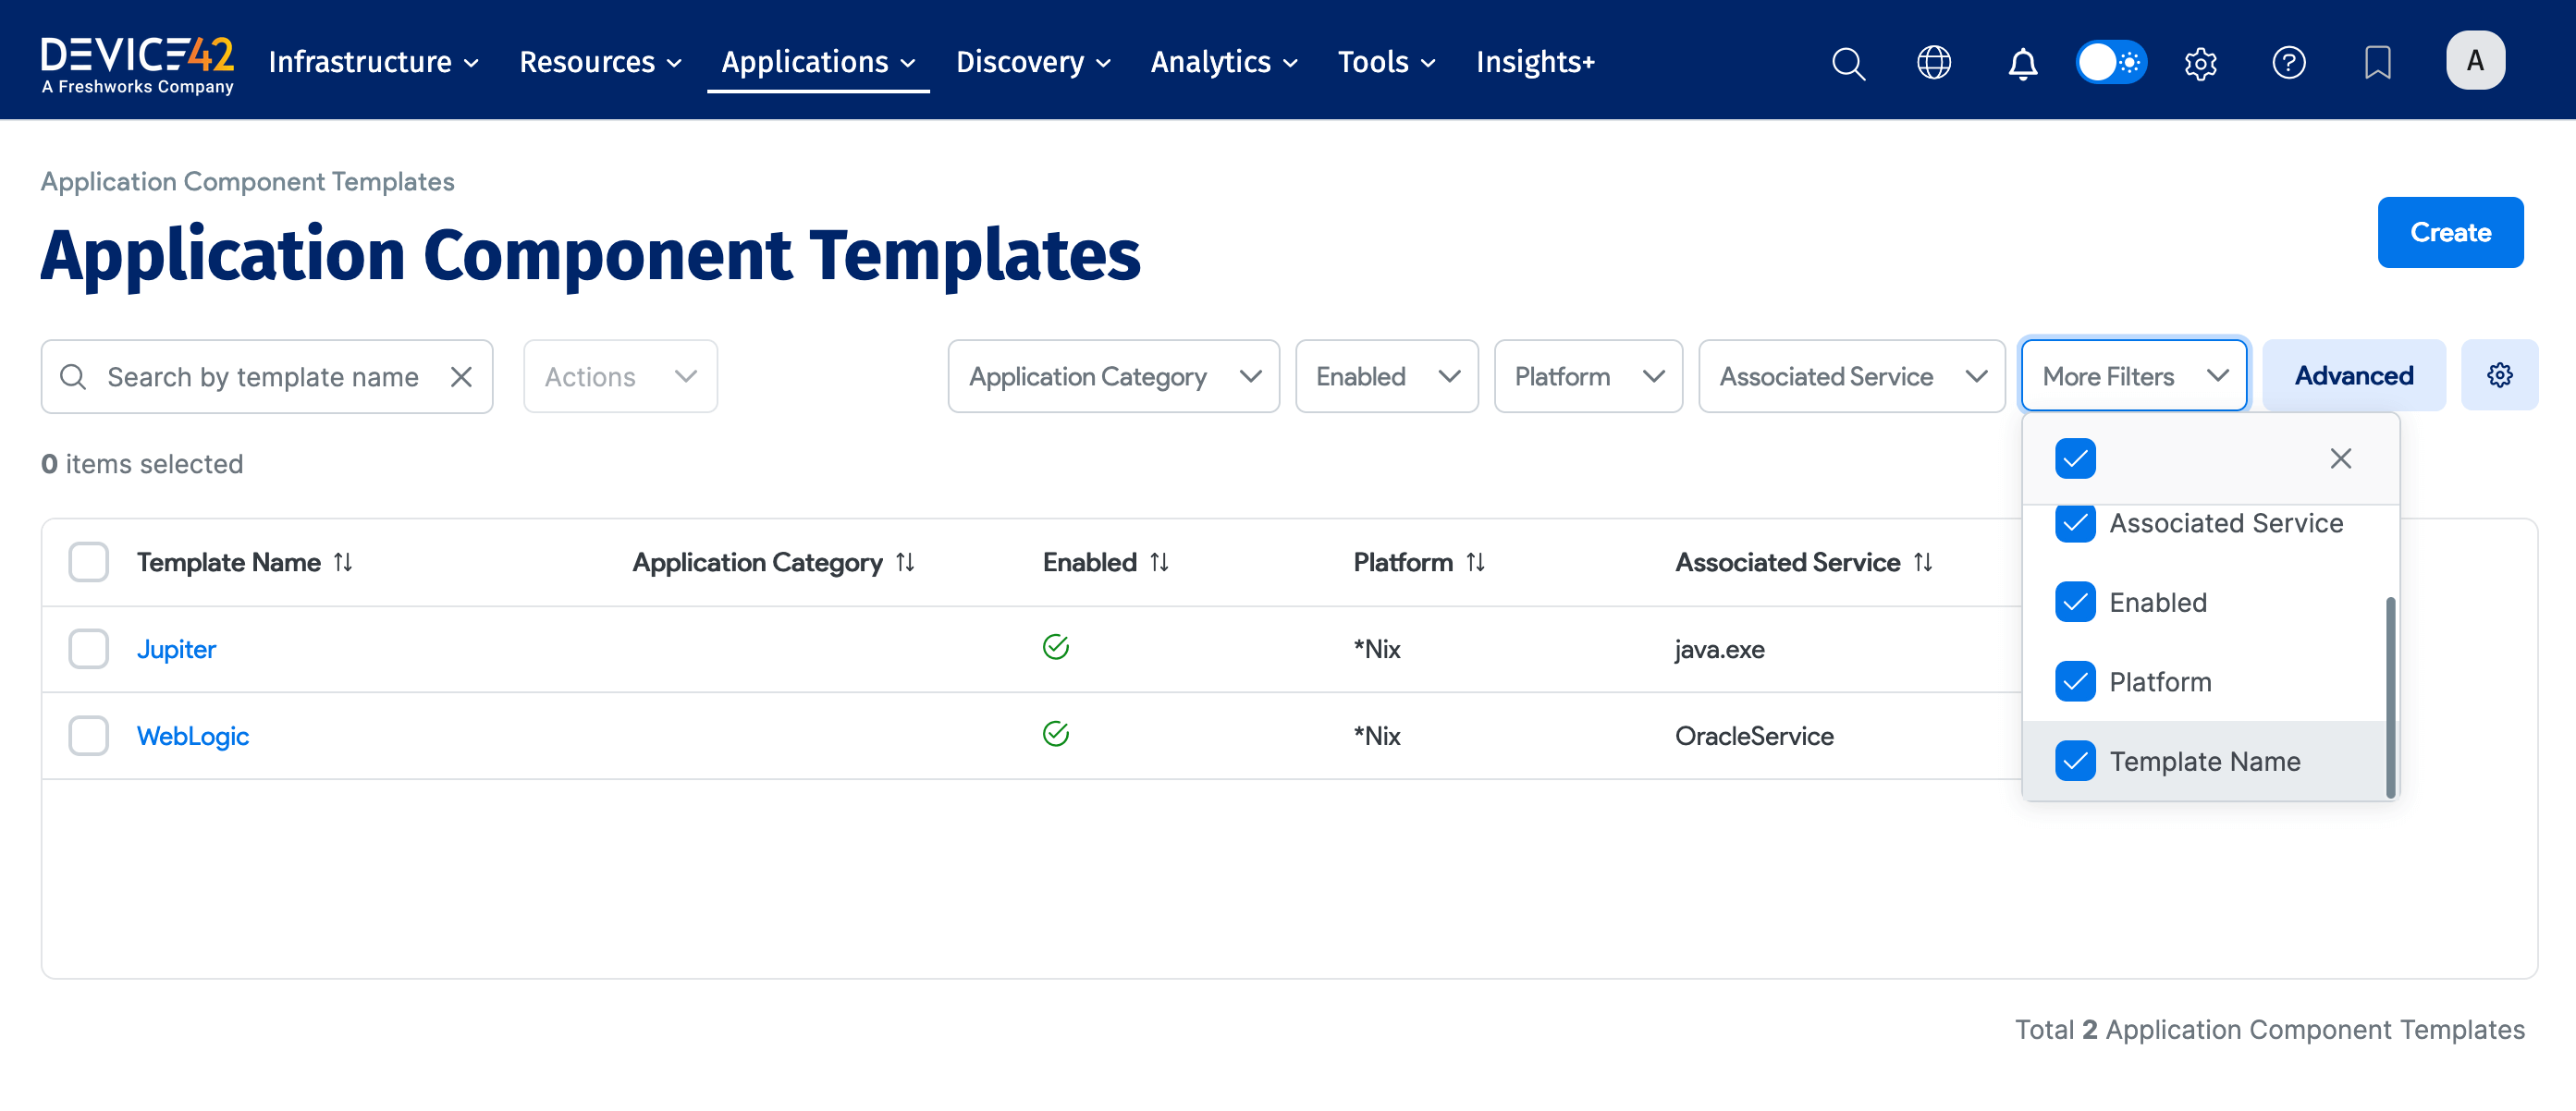 DEVICE42
A Freshworks Company
Infrastructure Resources Applications Discovery Analytics Tools Insights+
A
Application Component Templates
Application Component Templates
Create
Search by template name Actions Application Category Enabled Platform Associated Service More Filters Advanced
0 items selected
Associated Service
Enabled
Platform
Template Name
Template Name Application Category Enabled Platform Associated Service
Jupiter *Nix java.exe
WebLogic *Nix OracleService
Total 2 Application Component Templates